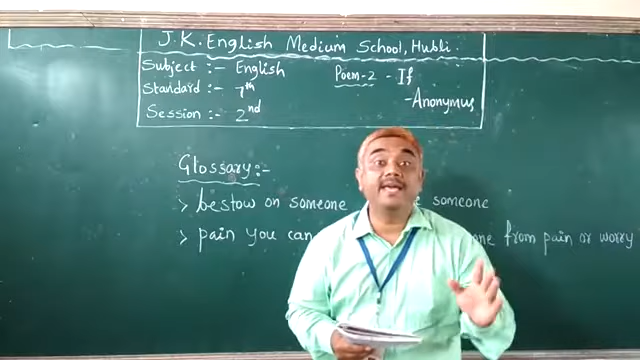 J.K. English Medium School, Hubli.
Subject :- English
Standard :- 7th
Session :- 2nd
Poem-2 - If
-Anonymus
Glossary:-
> bestow on someone someone
> pain you can from pain or worry